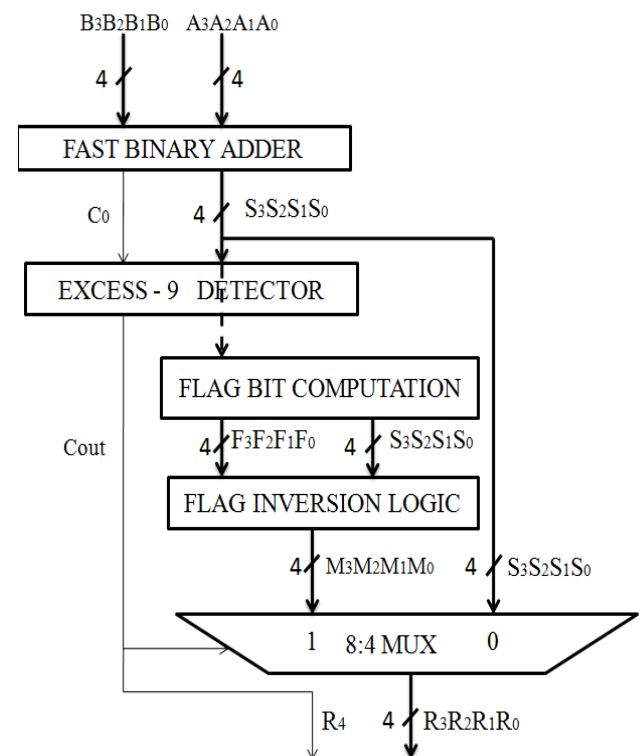 B3B2B1B0 A3A2A1A0
4 4
FAST BINARY ADDER
C0 4 S3S2S1S0
EXCESS - 9 DETECTOR
FLAG BIT COMPUTATION
Cout 4 F3F2F1F0 4 S3S2S1S0
FLAG INVERSION LOGIC
4 M3M2M1M0 4 S3S2S1S0
1 8:4 MUX 0
R4 4 R3R2R1R0